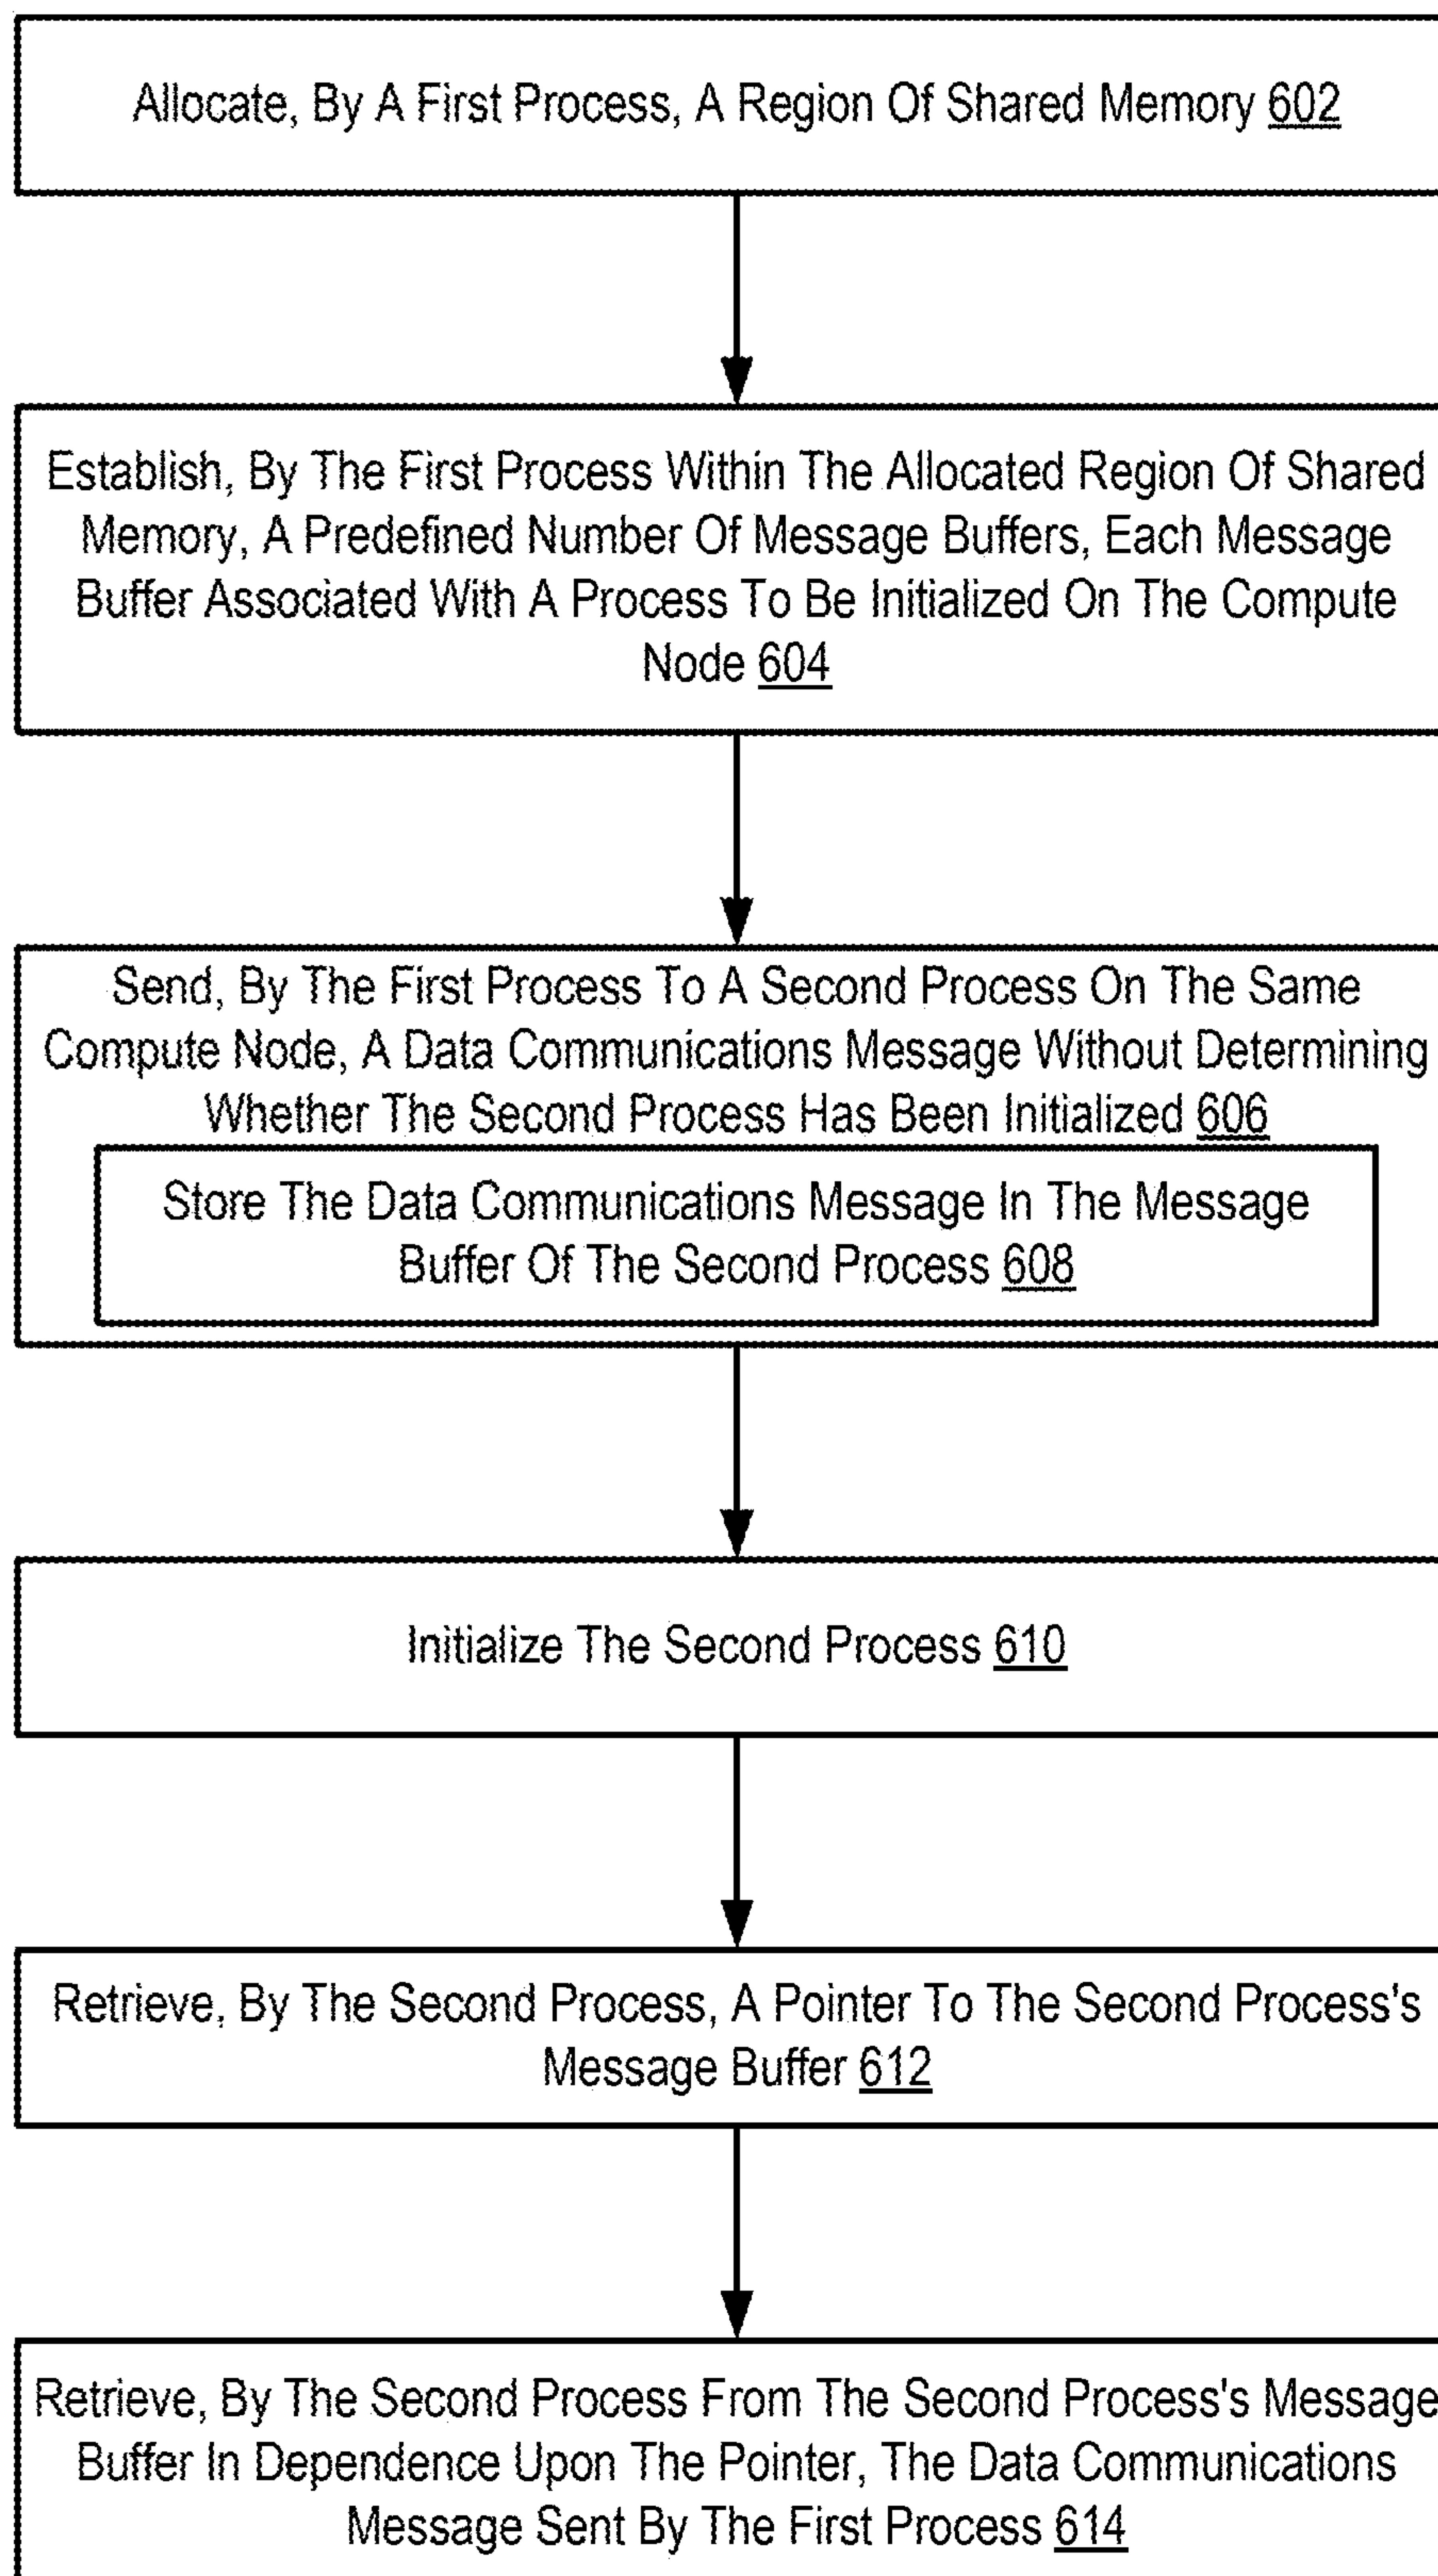 Allocate, By A First Process, A Region Of Shared Memory 602
Establish, By The First Process Within The Allocated Region Of Shared
Memory, A Predefined Number Of Message Buffers, Each Message
Buffer Associated With A Process To Be Initialized On The Compute
Node 604
Send, By The First Process To A Second Process On The Same
Compute Node, A Data Communications Message Without Determining
Whether The Second Process Has Been Initialized 606
Store The Data Communications Message In The Message
Buffer Of The Second Process 608
Initialize The Second Process 610
Retrieve, By The Second Process, A Pointer To The Second Process's
Message Buffer 612
Retrieve, By The Second Process From The Second Process's Message
Buffer In Dependence Upon The Pointer, The Data Communications
Message Sent By The First Process 614